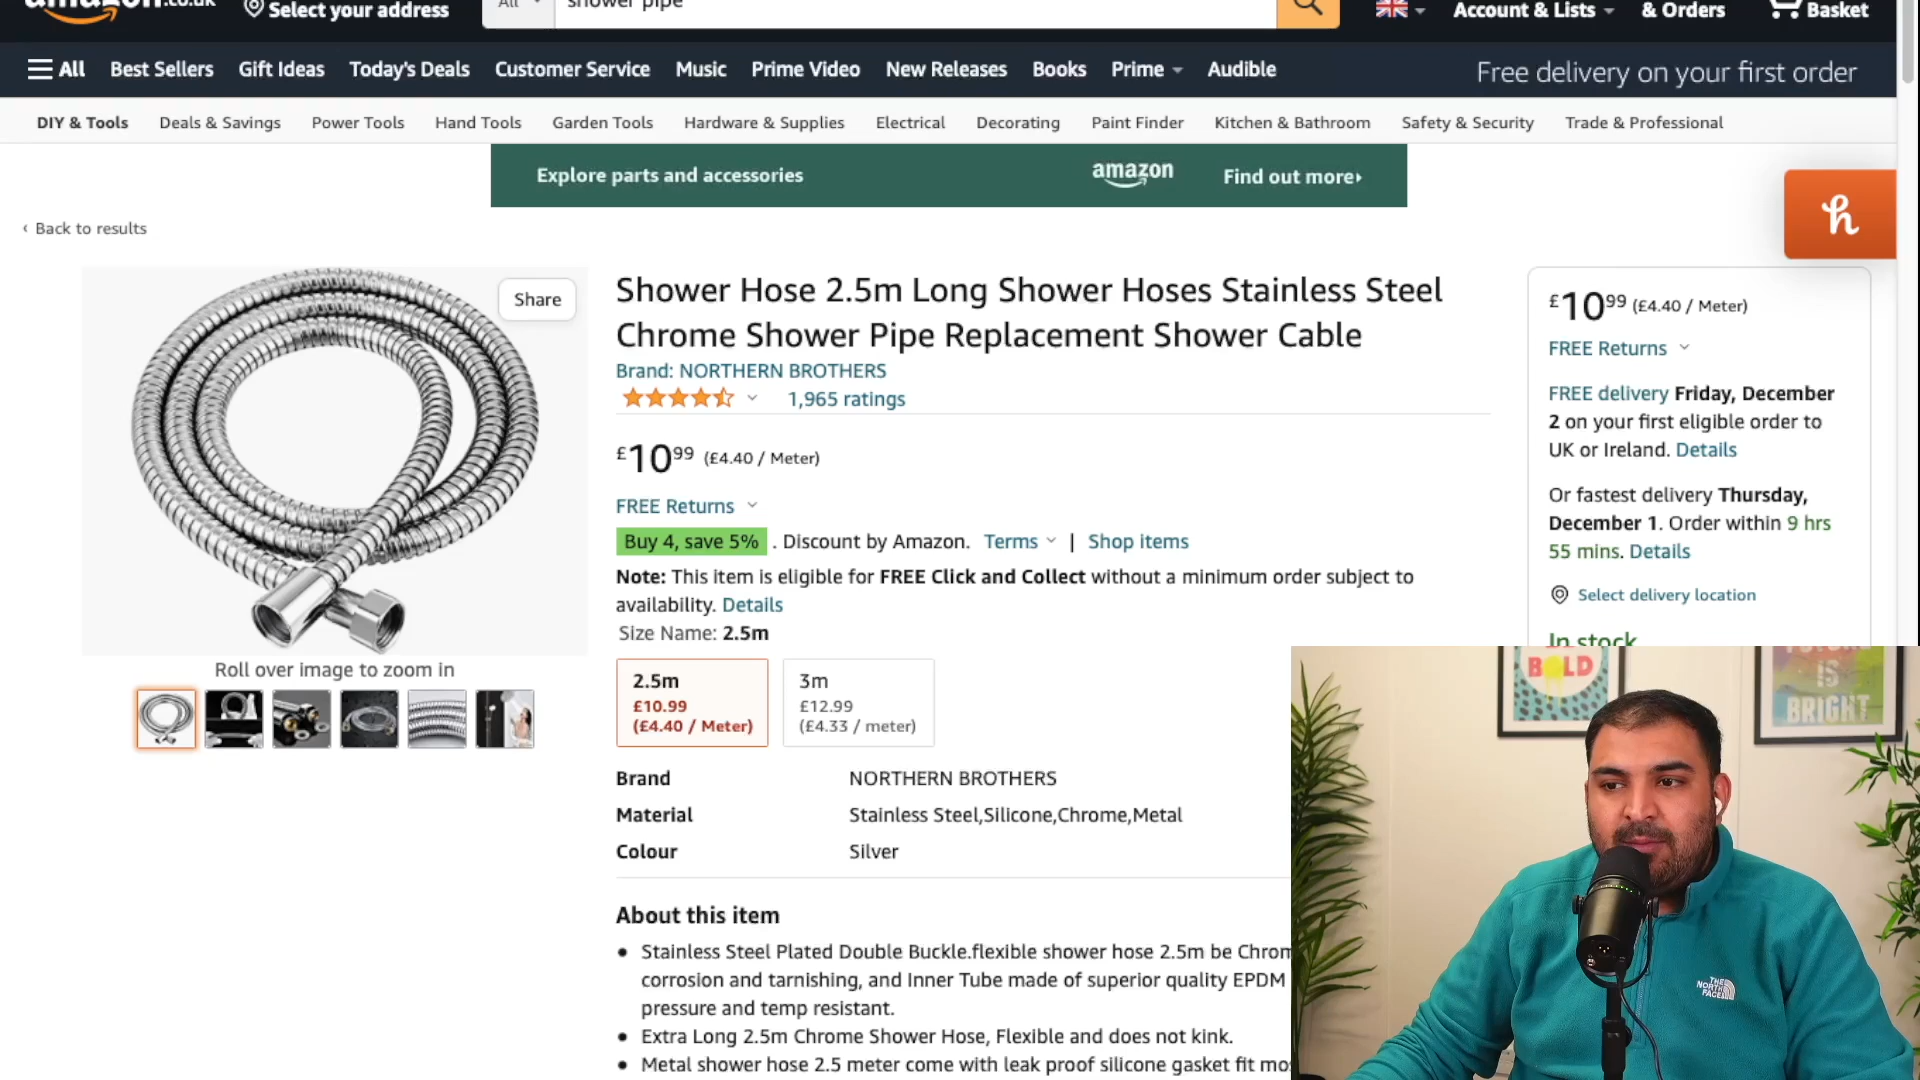 amazon.co.uk
Select your address
All
shower pipe
Account & Lists
& Orders
Basket
All
Best Sellers
Gift Ideas
Today's Deals
Customer Service
Music
Prime Video
New Releases
Books
Prime
Audible
Free delivery on your first order
DIY & Tools
Deals & Savings
Power Tools
Hand Tools
Garden Tools
Hardware & Supplies
Electrical
Decorating
Paint Finder
Kitchen & Bathroom
Safety & Security
Trade & Professional
Explore parts and accessories
amazon
Find out more
‹ Back to results
h
Share
Roll over image to zoom in
Shower Hose 2.5m Long Shower Hoses Stainless Steel
Chrome Shower Pipe Replacement Shower Cable
Brand: NORTHERN BROTHERS
1,965 ratings
£10⁹⁹ (£4.40 / Meter)
FREE Returns
Buy 4, save 5% . Discount by Amazon. Terms | Shop items
Note: This item is eligible for FREE Click and Collect without a minimum order subject to
availability. Details
Size Name: 2.5m
2.5m
£10.99
(£4.40 / Meter)
3m
£12.99
(£4.33 / meter)
Brand NORTHERN BROTHERS
Material Stainless Steel,Silicone,Chrome,Metal
Colour Silver
About this item
• Stainless Steel Plated Double Buckle.flexible shower hose 2.5m be Chrom
corrosion and tarnishing, and Inner Tube made of superior quality EPDM
pressure and temp resistant.
• Extra Long 2.5m Chrome Shower Hose, Flexible and does not kink.
• Metal shower hose 2.5 meter come with leak proof silicone gasket fit mo
£10⁹⁹ (£4.40 / Meter)
FREE Returns
FREE delivery Friday, December
2 on your first eligible order to
UK or Ireland. Details
Or fastest delivery Thursday,
December 1. Order within 9 hrs
55 mins. Details
Select delivery location
In stock
BOLD
FUTURE
IS
BRIGHT
THE
NORTH
FACE